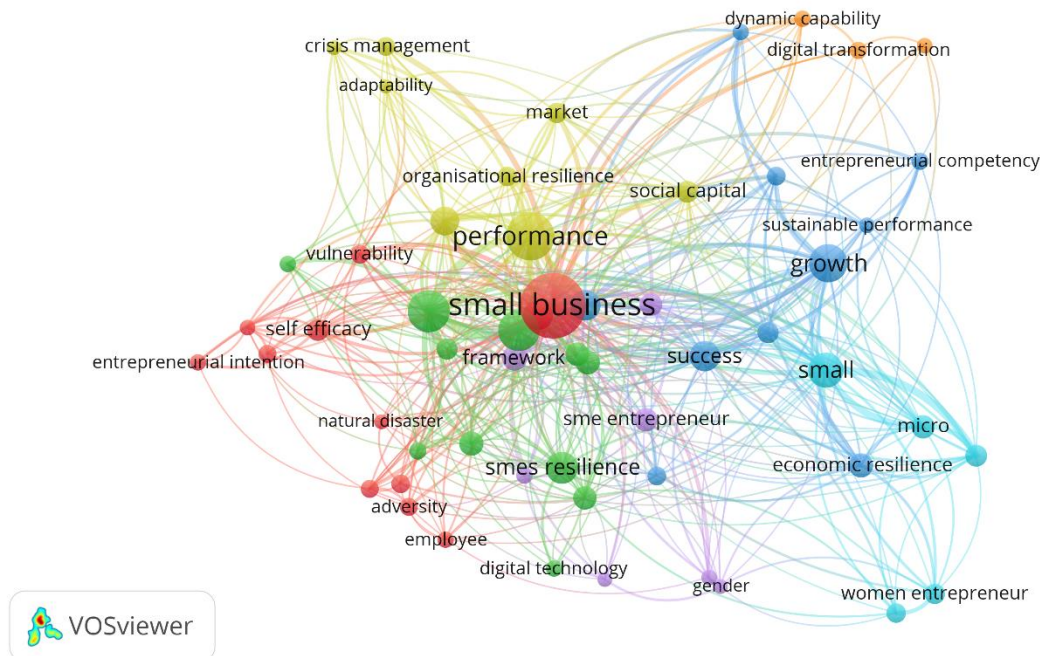 dynamic capability
crisis management
digital transformation
adaptability
market
entrepreneurial competency
organisational resilience
social capital
sustainable performance
performance
vulnerability
growth
small business
self efficacy
framework
success
entrepreneurial intention
small
natural disaster
sme entrepreneur
micro
smes resilience
economic resilience
adversity
employee
digital technology
gender
women entrepreneur
VOSviewer